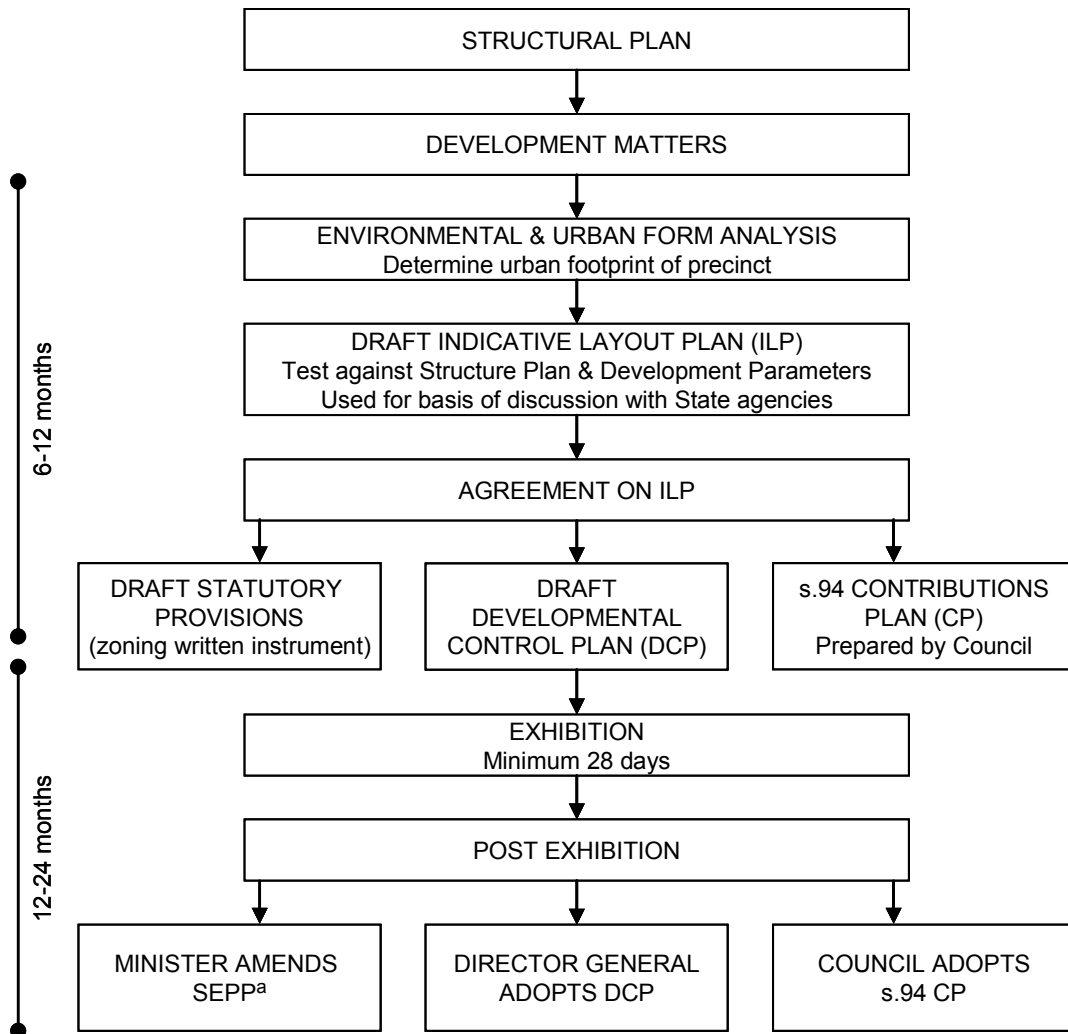 STRUCTURAL PLAN
DEVELOPMENT MATTERS
ENVIRONMENTAL & URBAN FORM ANALYSIS
Determine urban footprint of precinct
DRAFT INDICATIVE LAYOUT PLAN (ILP)
Test against Structure Plan & Development Parameters
Used for basis of discussion with State agencies
6-12 months
AGREEMENT ON ILP
DRAFT STATUTORY
PROVISIONS
(zoning written instrument)
DRAFT
DEVELOPMENTAL
CONTROL PLAN (DCP)
s.94 CONTRIBUTIONS
PLAN (CP)
Prepared by Council
EXHIBITION
Minimum 28 days
12-24 months
POST EXHIBITION
MINISTER AMENDS
SEPPa
DIRECTOR GENERAL
ADOPTS DCP
COUNCIL ADOPTS
s.94 CP